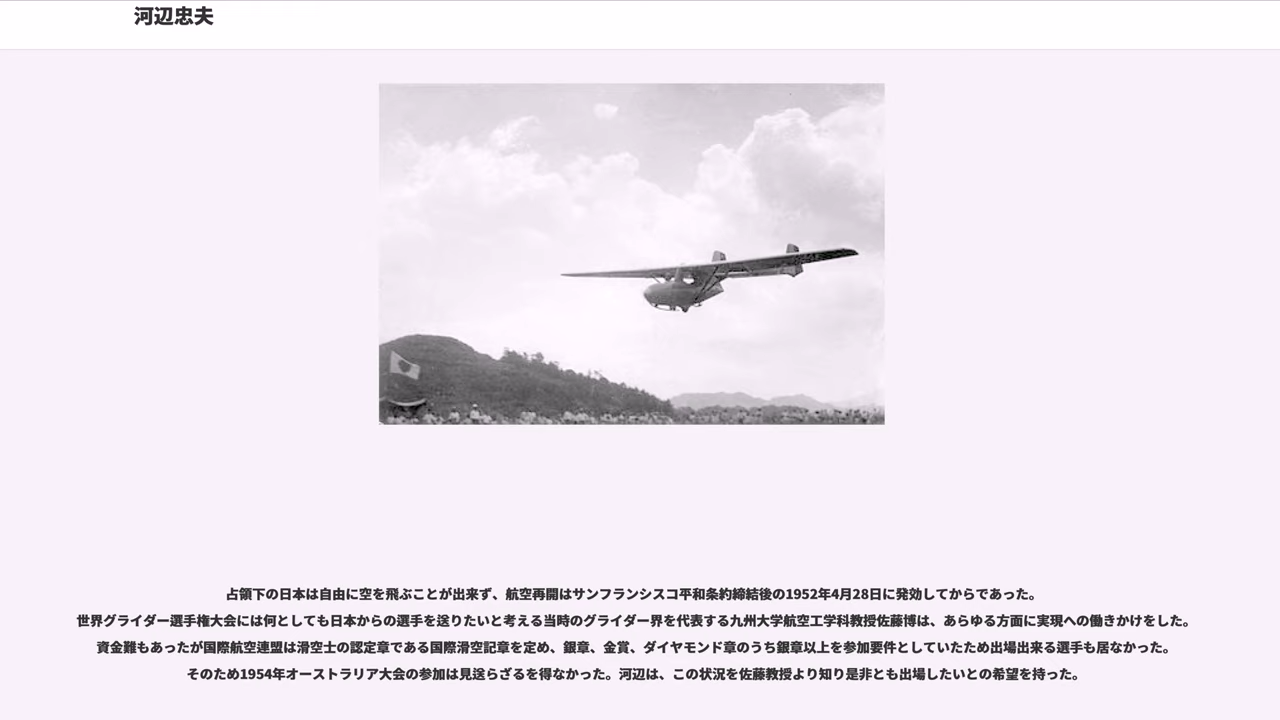 河辺忠夫
占領下の日本は自由に空を飛ぶことが出来ず、航空再開はサンフランシスコ平和条約締結後の1952年4月28日に発効してからであった。
世界グライダー選手権大会には何としても日本からの選手を送りたいと考える当時のグライダー界を代表する九州大学航空工学科教授佐藤博は、あらゆる方面に実現への働きかけをした。
資金難もあったが国際航空連盟は滑空士の認定章である国際滑空記章を定め、銀章、金賞、ダイヤモンド章のうち銀章以上を参加要件としていたため出場出来る選手も居なかった。
そのため1954年オーストラリア大会の参加は見送らざるを得なかった。河辺は、この状況を佐藤教授より知り是非とも出場したいとの希望を持った。